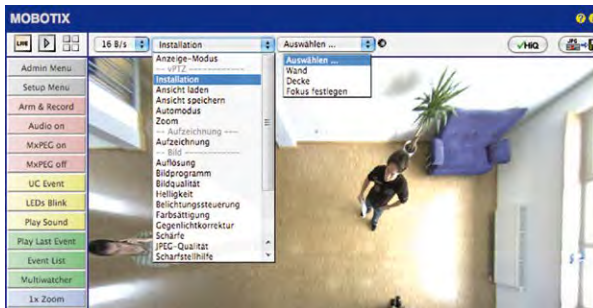 MOBOTIX
LIVE
16 B/s
Installation
Auswählen ...
HiQ
JPG
Admin Menu
Setup Menu
Arm & Record
Audio on
MxPEG on
MxPEG off
UC Event
LEDs Blink
Play Sound
Play Last Event
Event List
Multiwatcher
1x Zoom
Anzeige-Modus
-- vPTZ --------------
Installation
Ansicht laden
Ansicht speichern
Automodus
Zoom
-- Aufzeichnung ---
Aufzeichnung
-- Bild --------------
Auflösung
Bildprogramm
Bildqualität
Helligkeit
Belichtungssteuerung
Farbsättigung
Gegenlichtkorrektur
Schärfe
JPEG-Qualität
Scharfstellhilfe
Auswählen ...
Wand
Decke
Fokus festlegen